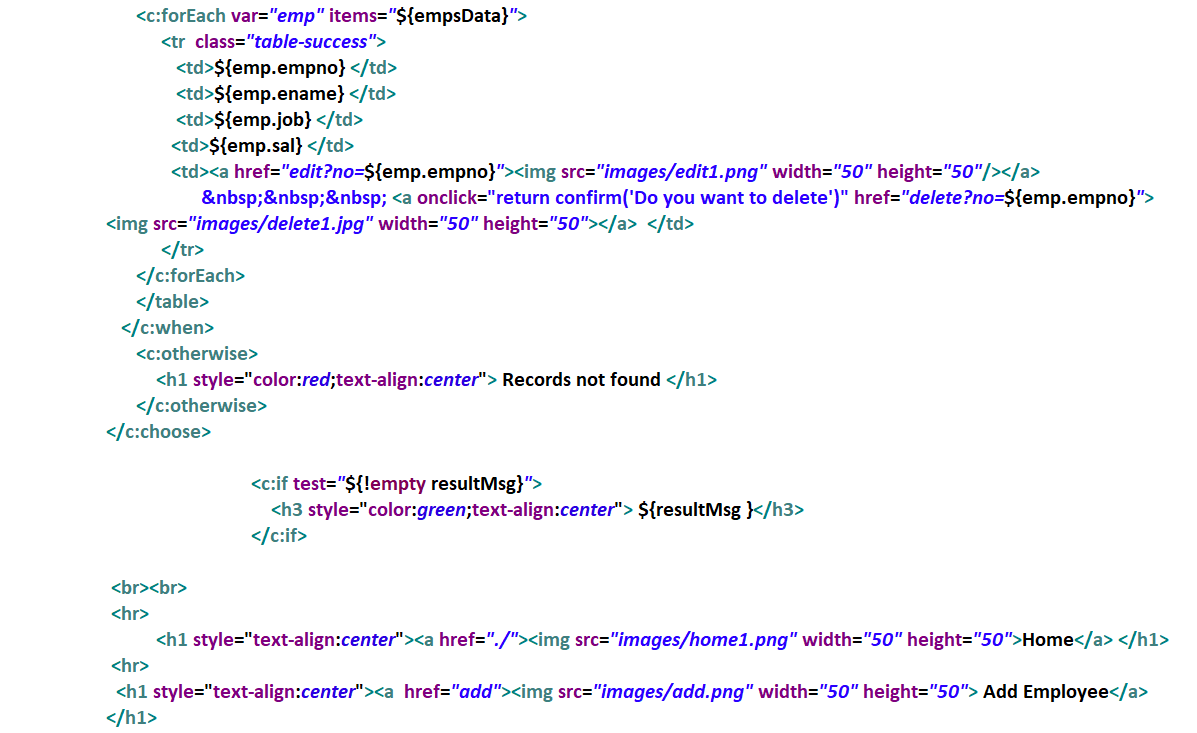 <c:forEach var="emp" items="${empsData}">
<tr  class="table-success">
<td>${emp.empno} </td>
<td>${emp.ename} </td>
<td>${emp.job} </td>
<td>${emp.sal} </td>
<td><a href="edit?no=${emp.empno}"><img src="images/edit1.png" width="50" height="50"/></a>
&nbsp;&nbsp;&nbsp; <a onclick="return confirm('Do you want to delete')" href="delete?no=${emp.empno}">
<img src="images/delete1.jpg" width="50" height="50"></a>  </td>
</tr>
</c:forEach>
</table>
</c:when>
<c:otherwise>
<h1 style="color:red;text-align:center"> Records not found </h1>
</c:otherwise>
</c:choose>
<c:if test="${!empty resultMsg}">
<h3 style="color:green;text-align:center"> ${resultMsg }</h3>
</c:if>
<br><br>
<hr>
<h1 style="text-align:center"><a href="./"><img src="images/home1.png" width="50" height="50">Home</a> </h1>
<hr>
<h1 style="text-align:center"><a  href="add"><img src="images/add.png" width="50" height="50"> Add Employee</a>
</h1>